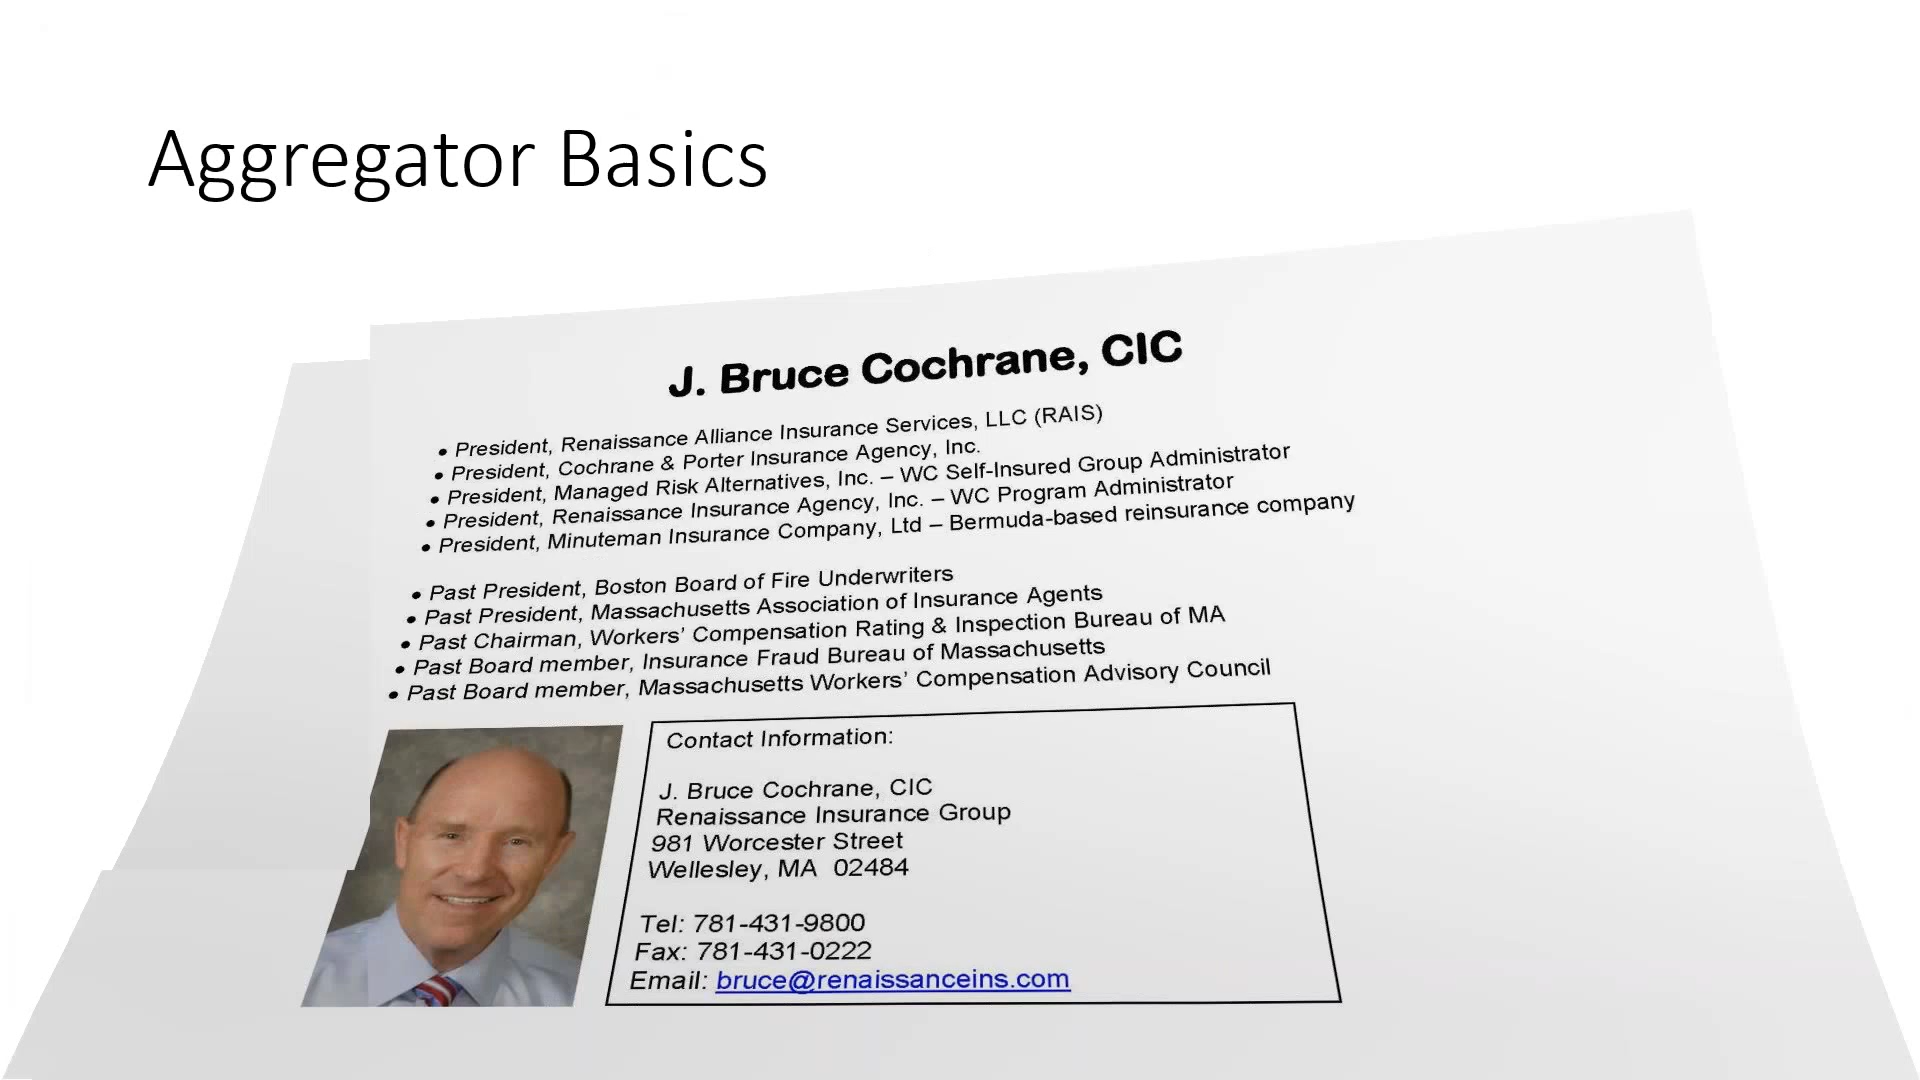 Aggregator Basics
J. Bruce Cochrane, CIC
• President, Renaissance Alliance Insurance Services, LLC (RAIS)
• President, Cochrane & Porter Insurance Agency, Inc.
• President, Managed Risk Alternatives, Inc. – WC Self-Insured Group Administrator
• President, Renaissance Insurance Agency, Inc. – WC Program Administrator
• President, Minuteman Insurance Company, Ltd – Bermuda-based reinsurance company
• Past President, Boston Board of Fire Underwriters
• Past President, Massachusetts Association of Insurance Agents
• Past Chairman, Workers’ Compensation Rating & Inspection Bureau of MA
• Past Board member, Insurance Fraud Bureau of Massachusetts
• Past Board member, Massachusetts Workers’ Compensation Advisory Council
Contact Information:
J. Bruce Cochrane, CIC
Renaissance Insurance Group
981 Worcester Street
Wellesley, MA 02484
Tel: 781-431-9800
Fax: 781-431-0222
Email: bruce@renaissanceins.com